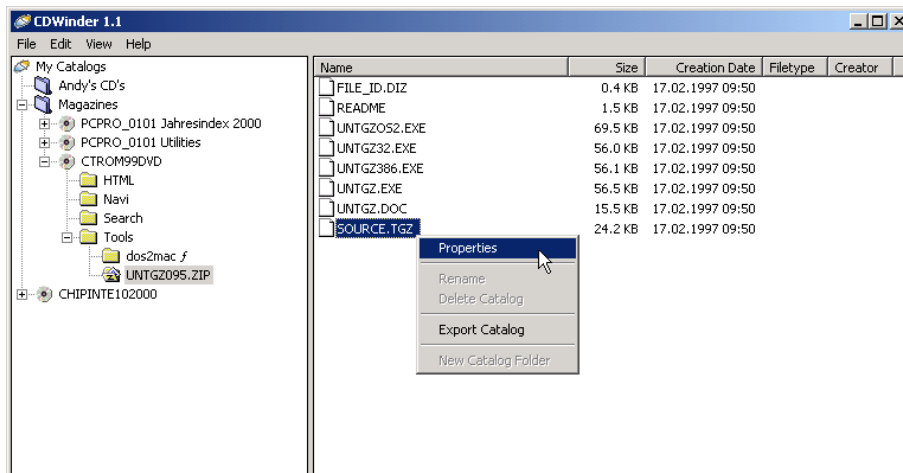 CDWinder 1.1
File Edit View Help
My Catalogs
Andy's CD's
Magazines
PCPRO_0101 Jahresindex 2000
PCPRO_0101 Utilities
CTROM99DVD
HTML
Navi
Search
Tools
dos2mac ƒ
UNTGZ095.ZIP
CHIPINTE102000
Name Size Creation Date Filetype Creator
FILE_ID.DIZ 0.4 KB 17.02.1997 09:50
README 1.5 KB 17.02.1997 09:50
UNTGZOS2.EXE 69.5 KB 17.02.1997 09:50
UNTGZ32.EXE 56.0 KB 17.02.1997 09:50
UNTGZ386.EXE 56.1 KB 17.02.1997 09:50
UNTGZ.EXE 56.5 KB 17.02.1997 09:50
UNTGZ.DOC 15.5 KB 17.02.1997 09:50
SOURCE.TGZ 24.2 KB 17.02.1997 09:50
Properties
Rename
Delete Catalog
Export Catalog
New Catalog Folder